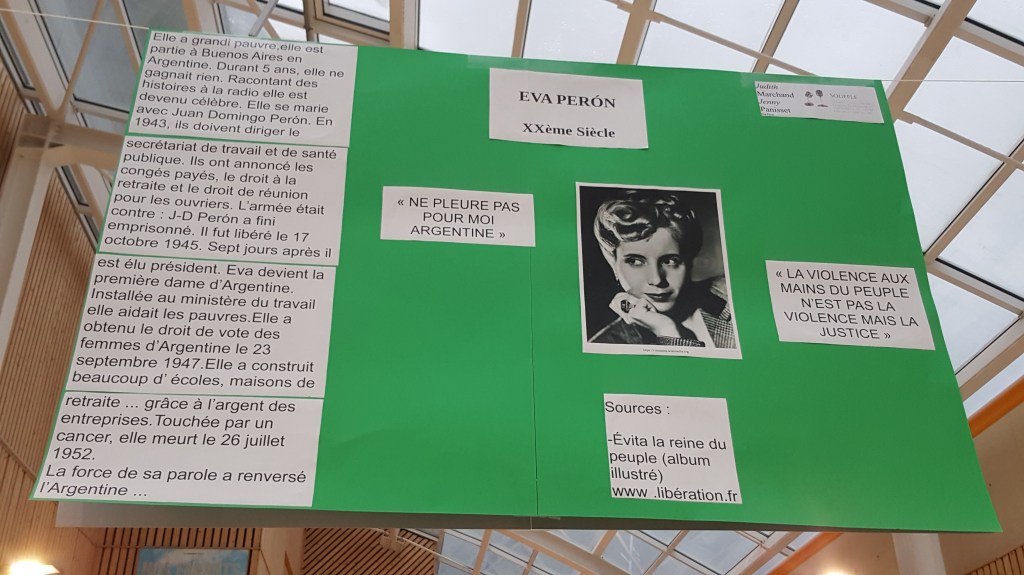 Elle a grandi pauvre,elle est
partie à Buenos Aires en
Argentine. Durant 5 ans, elle ne
gagnait rien. Racontant des
histoires à la radio elle est
devenu célèbre. Elle se marie
avec Juan Domingo Perón. En
1943, ils doivent diriger le
secrétariat de travail et de santé
publique. Ils ont annoncé les
congés payés, le droit à la
retraite et le droit de réunion
pour les ouvriers. L'armée était
contre : J-D Perón a fini
emprisonné. Il fut libéré le 17
octobre 1945. Sept jours après il
est élu président. Eva devient la
première dame d'Argentine.
Installée au ministère du travail
elle aidait les pauvres.Elle a
obtenu le droit de vote des
femmes d'Argentine le 23
septembre 1947.Elle a construit
beaucoup d' écoles, maisons de
retraite ... grâce à l'argent des
entreprises.Touchée par un
cancer, elle meurt le 26 juillet
1952.
La force de sa parole a renversé
l'Argentine ...
EVA PERÓN
XXème Siècle
« NE PLEURE PAS
POUR MOI
ARGENTINE »
Judith
Marchand
Jenny
Panisset
SOUFFLE
« LA VIOLENCE AUX
MAINS DU PEUPLE
N'EST PAS LA
VIOLENCE MAIS LA
JUSTICE »
Sources :
-Évita la reine du
peuple (album
illustré)
www .libération.fr